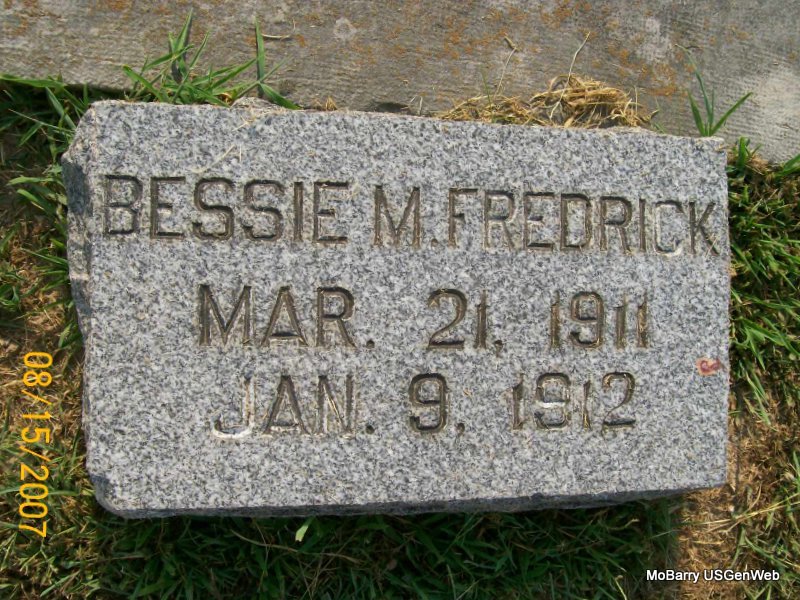 BESSIE M. FREDRICK
MAR. 21, 1911
JAN. 9, 1912
08/15/2007
MoBarry USGenWeb